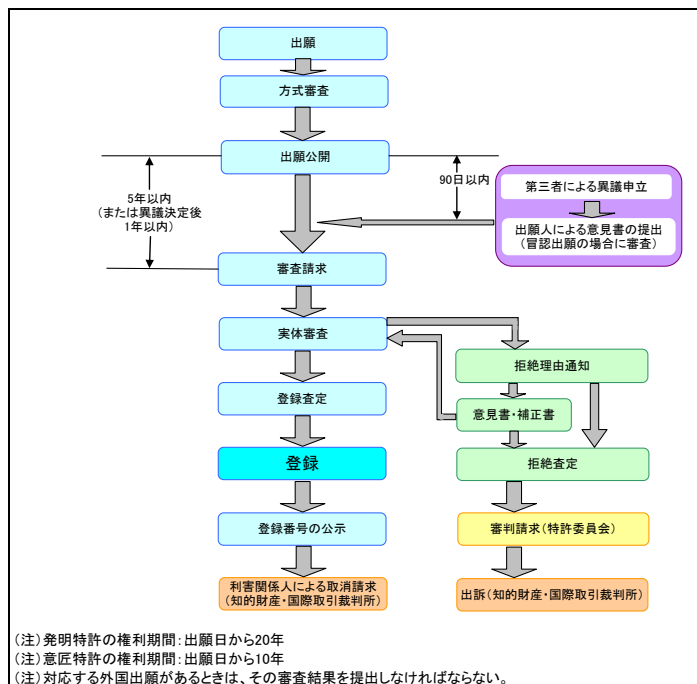 出願
方式審査
出願公開
5年以内
(または異議決定後
1年以内)
90日以内
第三者による異議申立
出願人による意見書の提出
(冒認出願の場合に審査)
審査請求
実体審査
拒絶理由通知
登録査定
意見書・補正書
登録
拒絶査定
登録番号の公示
審判請求(特許委員会)
利害関係人による取消請求
(知的財産・国際取引裁判所)
出訴(知的財産・国際取引裁判所)
(注)発明特許の権利期間:出願日から20年
(注)意匠特許の権利期間:出願日から10年
(注)対応する外国出願があるときは、その審査結果を提出しなければならない。